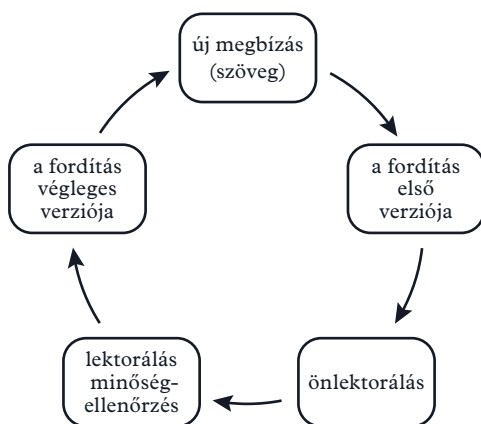 új megbízás
(szöveg)
a fordítás
első
verziója
önlektorálás
lektorálás
minőség-
ellenőrzés
a fordítás
végleges
verziója